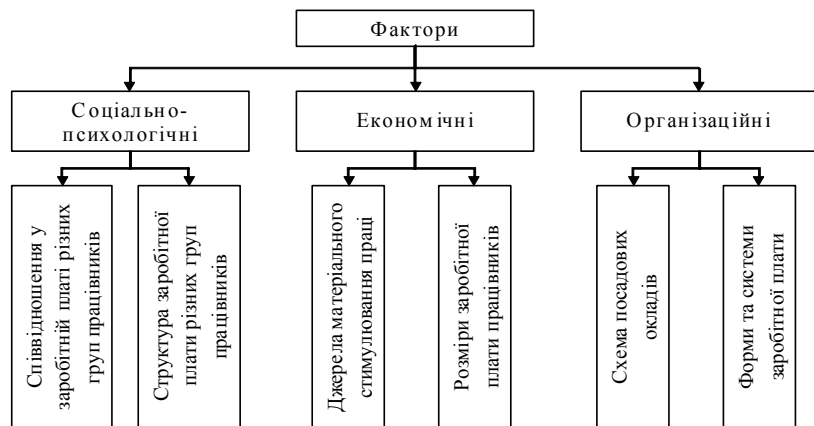 Фактори
Соціально-
психологічні
Економічні
Організаційні
Співвідношення у
заробітній платі різних
груп працівників
Структура заробітної
плати різних груп
працівників
Джерела матеріального
стимулювання праці
Розміри заробітної
плати працівників
Схема посадових
окладів
Форми та системи
заробітної плати